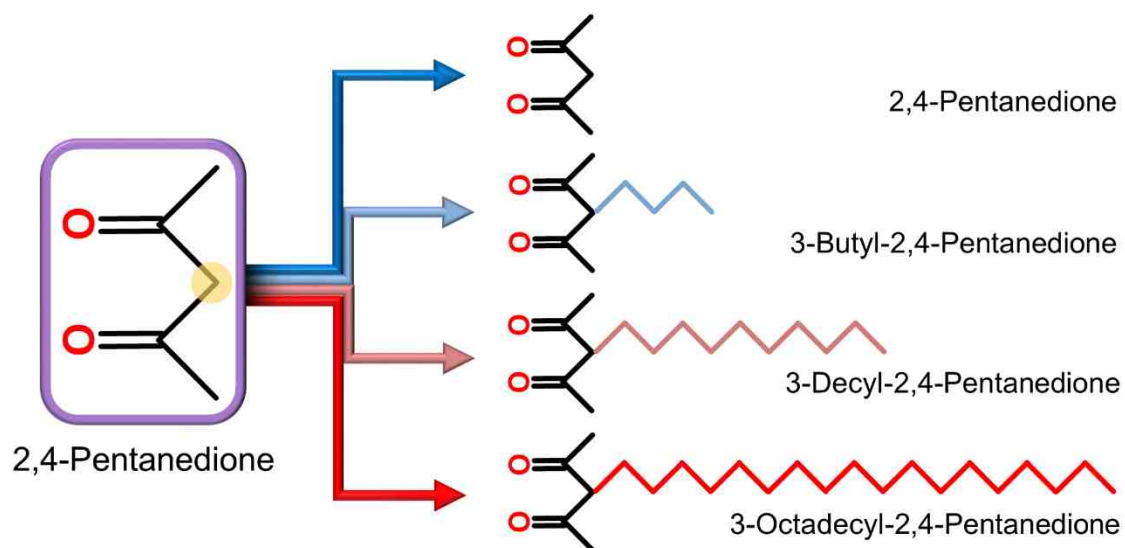 O
O
2,4-Pentanedione
O
O
2,4-Pentanedione
O
O
3-Butyl-2,4-Pentanedione
O
O
3-Decyl-2,4-Pentanedione
O
O
3-Octadecyl-2,4-Pentanedione